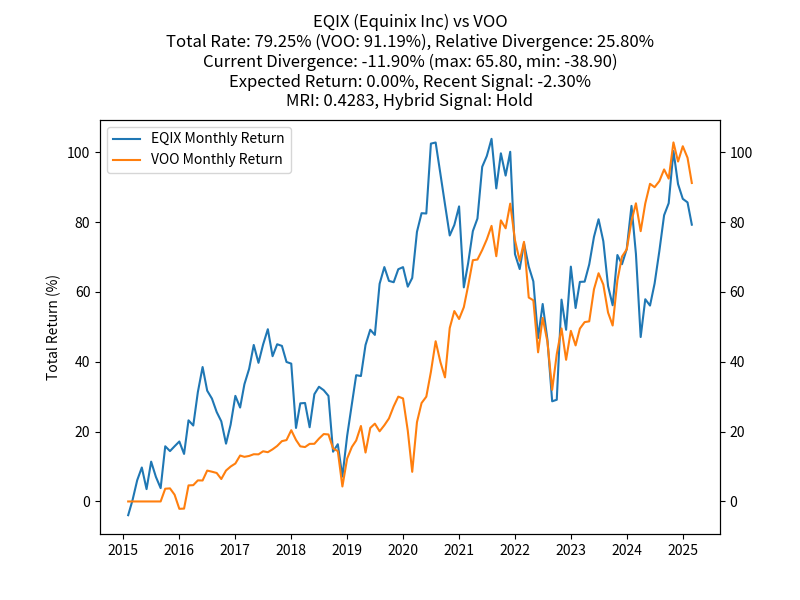 EQIX (Equinix Inc) vs VOO
Total Rate: 79.25% (VOO: 91.19%), Relative Divergence: 25.80%
Current Divergence: -11.90% (max: 65.80, min: -38.90)
Expected Return: 0.00%, Recent Signal: -2.30%
MRI: 0.4283, Hybrid Signal: Hold
EQIX Monthly Return
VOO Monthly Return
100 100
80 80
60 60
40 40
20 20
0 0
Total Return (%)
2015 2016 2017 2018 2019 2020 2021 2022 2023 2024 2025